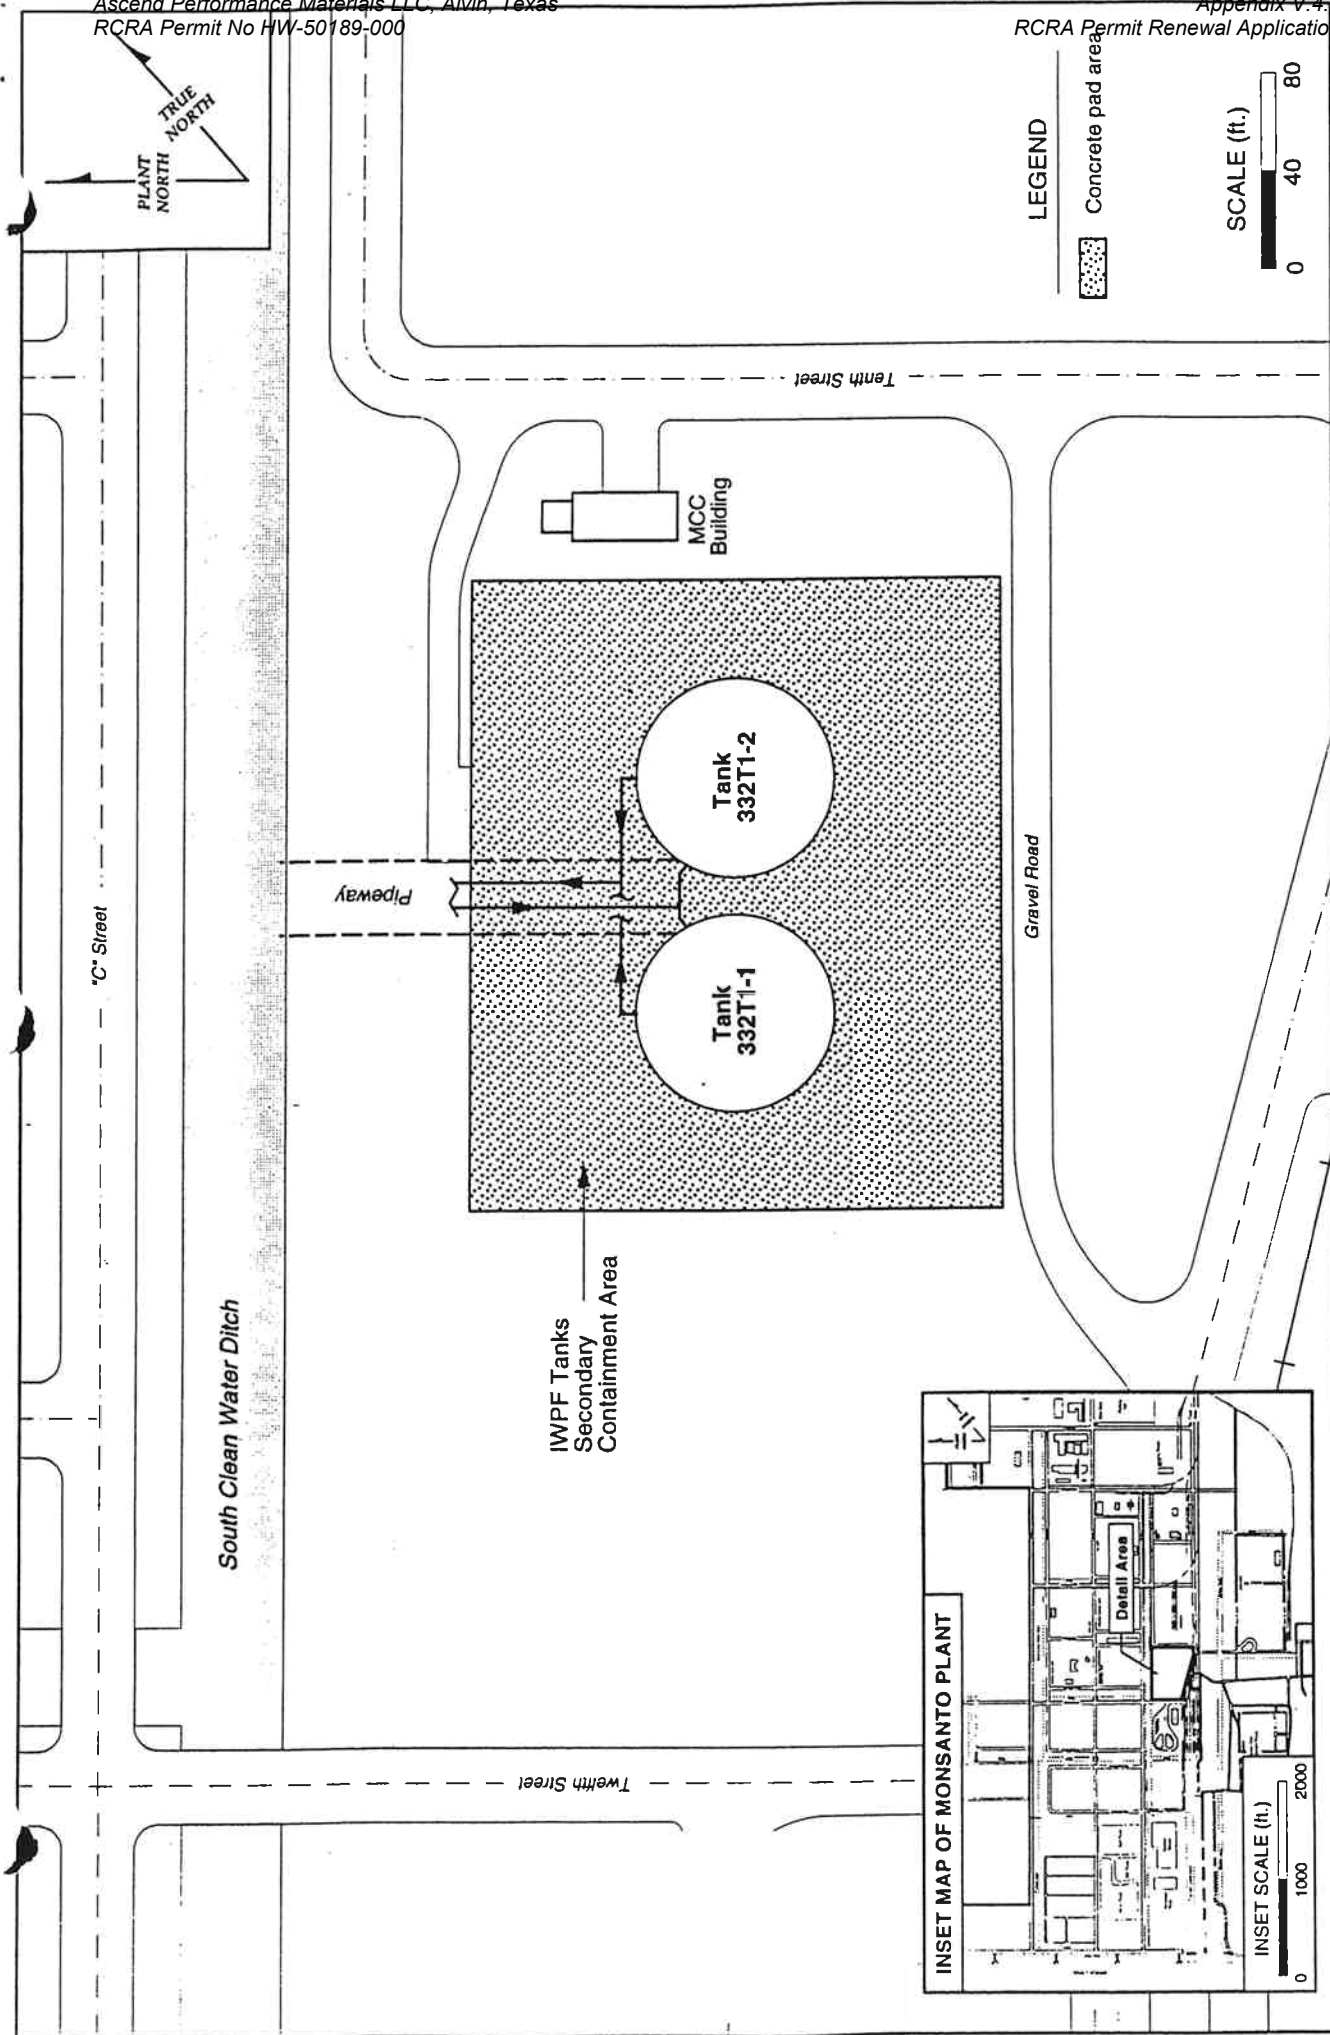 Ascend Performance Materials LLC, Alvin, Texas
RCRA Permit No HW-50189-000
Appendix V.4.
RCRA Permit Renewal Applicatio
TRUE
NORTH
PLANT
NORTH
"C" Street
South Clean Water Ditch
Twelfth Street
Tenth Street
Pipeway
IWPF Tanks
Secondary
Containment Area
Tank
332T1-1
Tank
332T1-2
MCC
Building
Gravel Road
LEGEND
Concrete pad area
SCALE (ft.)
0 40 80
INSET MAP OF MONSANTO PLANT
Detail Area
INSET SCALE (ft.)
0 1000 2000